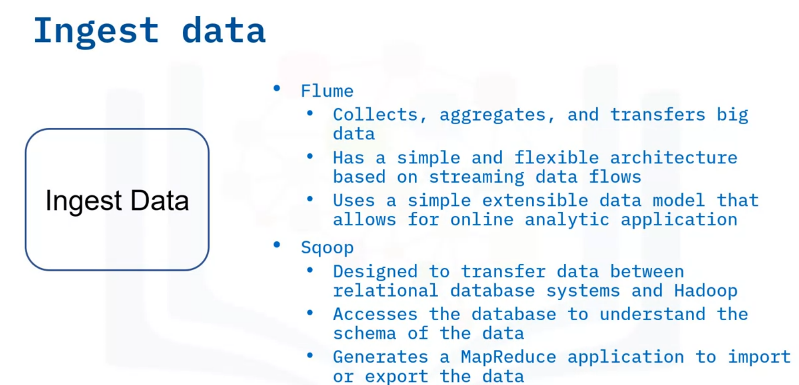 Ingest data
Ingest Data
• Flume
• Collects, aggregates, and transfers big
data
• Has a simple and flexible architecture
based on streaming data flows
• Uses a simple extensible data model that
allows for online analytic application
• Sqoop
• Designed to transfer data between
relational database systems and Hadoop
• Accesses the database to understand the
schema of the data
• Generates a MapReduce application to import
or export the data